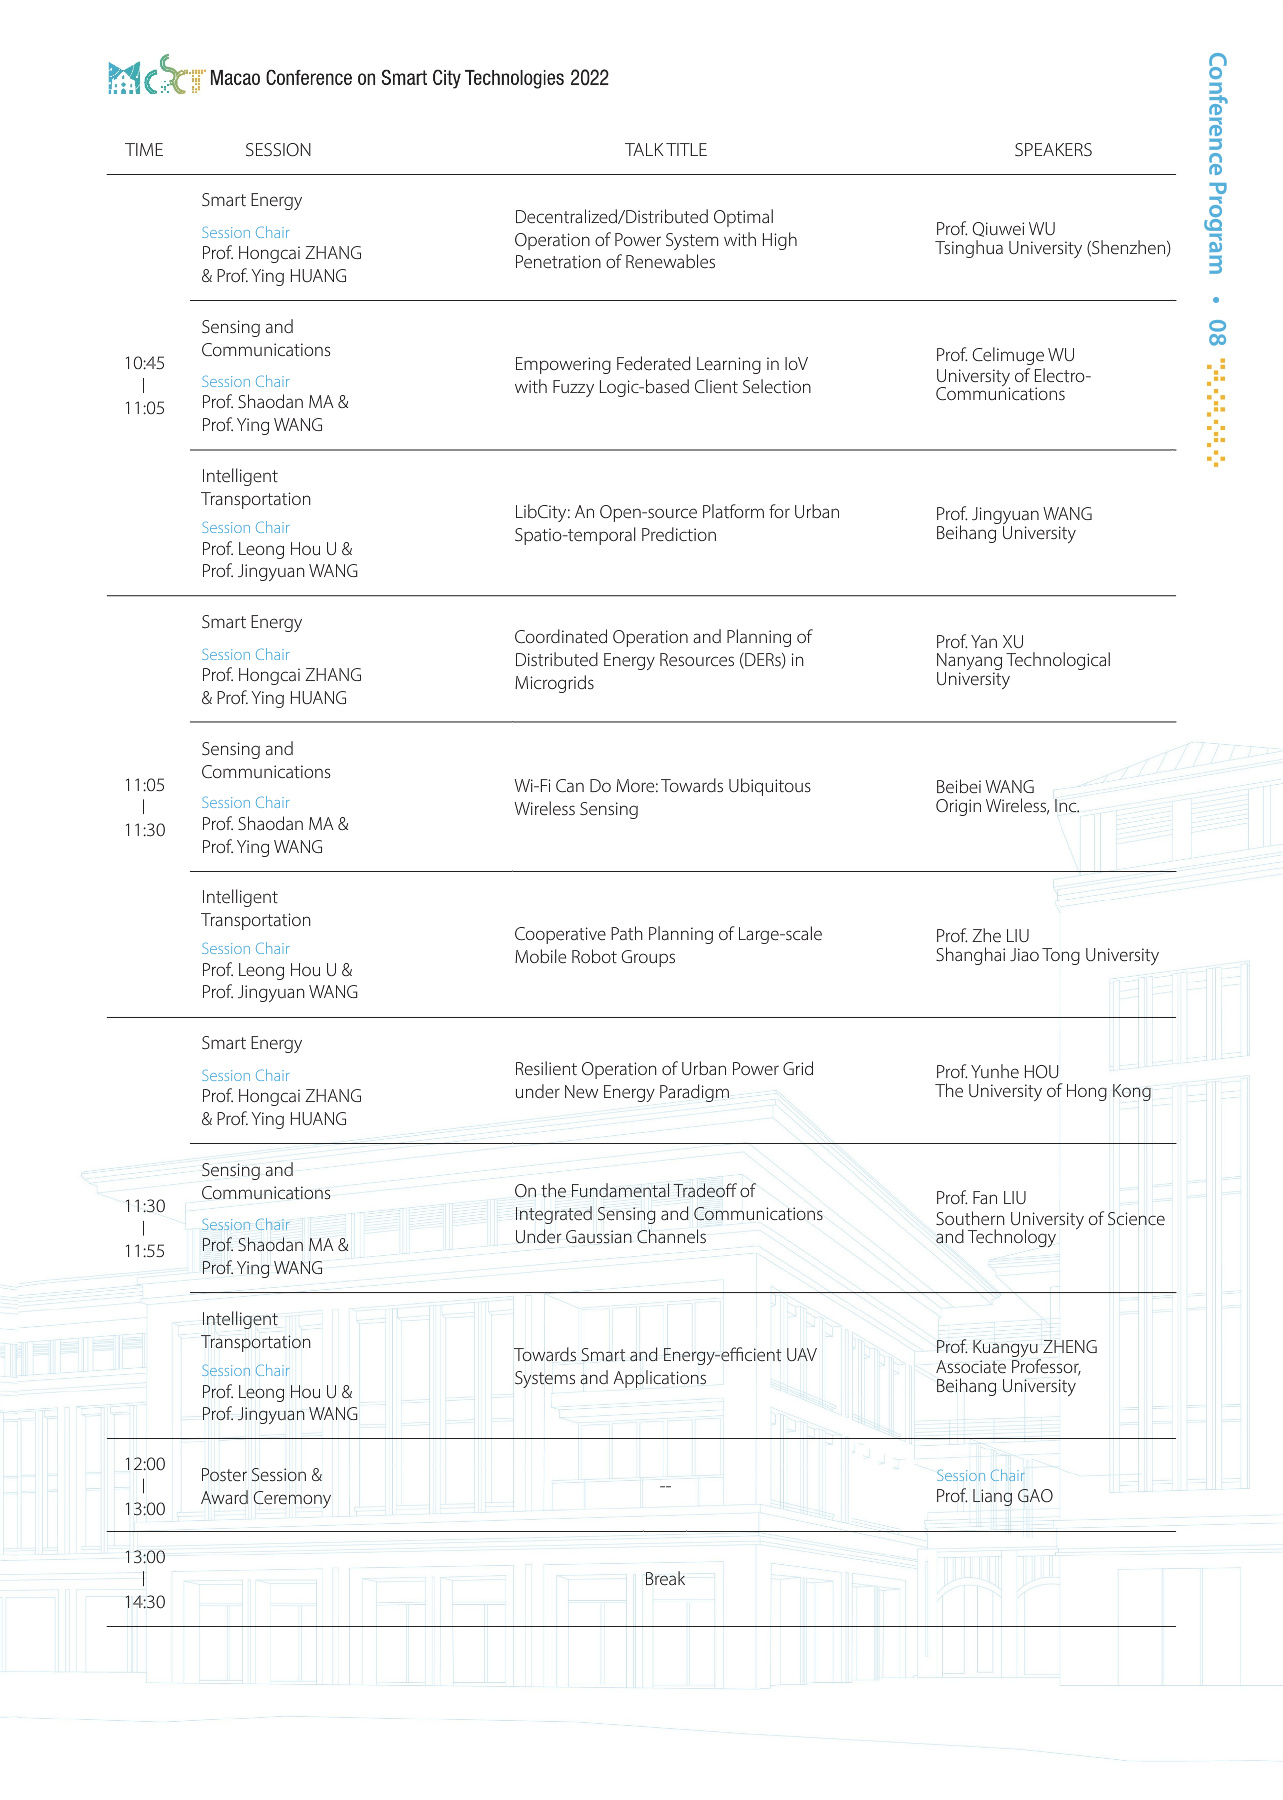 MCSCT Macao Conference on Smart City Technologies 2022
Conference Program • 08
TIME SESSION TALK TITLE SPEAKERS
Smart Energy
Session Chair
Prof. Hongcai ZHANG
& Prof. Ying HUANG
Decentralized/Distributed Optimal
Operation of Power System with High
Penetration of Renewables
Prof. Qiuwei WU
Tsinghua University (Shenzhen)
10:45
|
11:05
Sensing and
Communications
Session Chair
Prof. Shaodan MA &
Prof. Ying WANG
Empowering Federated Learning in IoV
with Fuzzy Logic-based Client Selection
Prof. Celimuge WU
University of Electro-
Communications
Intelligent
Transportation
Session Chair
Prof. Leong Hou U &
Prof. Jingyuan WANG
LibCity: An Open-source Platform for Urban
Spatio-temporal Prediction
Prof. Jingyuan WANG
Beihang University
Smart Energy
Session Chair
Prof. Hongcai ZHANG
& Prof. Ying HUANG
Coordinated Operation and Planning of
Distributed Energy Resources (DERs) in
Microgrids
Prof. Yan XU
Nanyang Technological
University
11:05
|
11:30
Sensing and
Communications
Session Chair
Prof. Shaodan MA &
Prof. Ying WANG
Wi-Fi Can Do More: Towards Ubiquitous
Wireless Sensing
Beibei WANG
Origin Wireless, Inc.
Intelligent
Transportation
Session Chair
Prof. Leong Hou U &
Prof. Jingyuan WANG
Cooperative Path Planning of Large-scale
Mobile Robot Groups
Prof. Zhe LIU
Shanghai Jiao Tong University
Smart Energy
Session Chair
Prof. Hongcai ZHANG
& Prof. Ying HUANG
Resilient Operation of Urban Power Grid
under New Energy Paradigm
Prof. Yunhe HOU
The University of Hong Kong
11:30
|
11:55
Sensing and
Communications
Session Chair
Prof. Shaodan MA &
Prof. Ying WANG
On the Fundamental Tradeoff of
Integrated Sensing and Communications
Under Gaussian Channels
Prof. Fan LIU
Southern University of Science
and Technology
Intelligent
Transportation
Session Chair
Prof. Leong Hou U &
Prof. Jingyuan WANG
Towards Smart and Energy-efficient UAV
Systems and Applications
Prof. Kuangyu ZHENG
Associate Professor,
Beihang University
12:00
|
13:00
Poster Session &
Award Ceremony
--
Session Chair
Prof. Liang GAO
13:00
|
14:30
Break